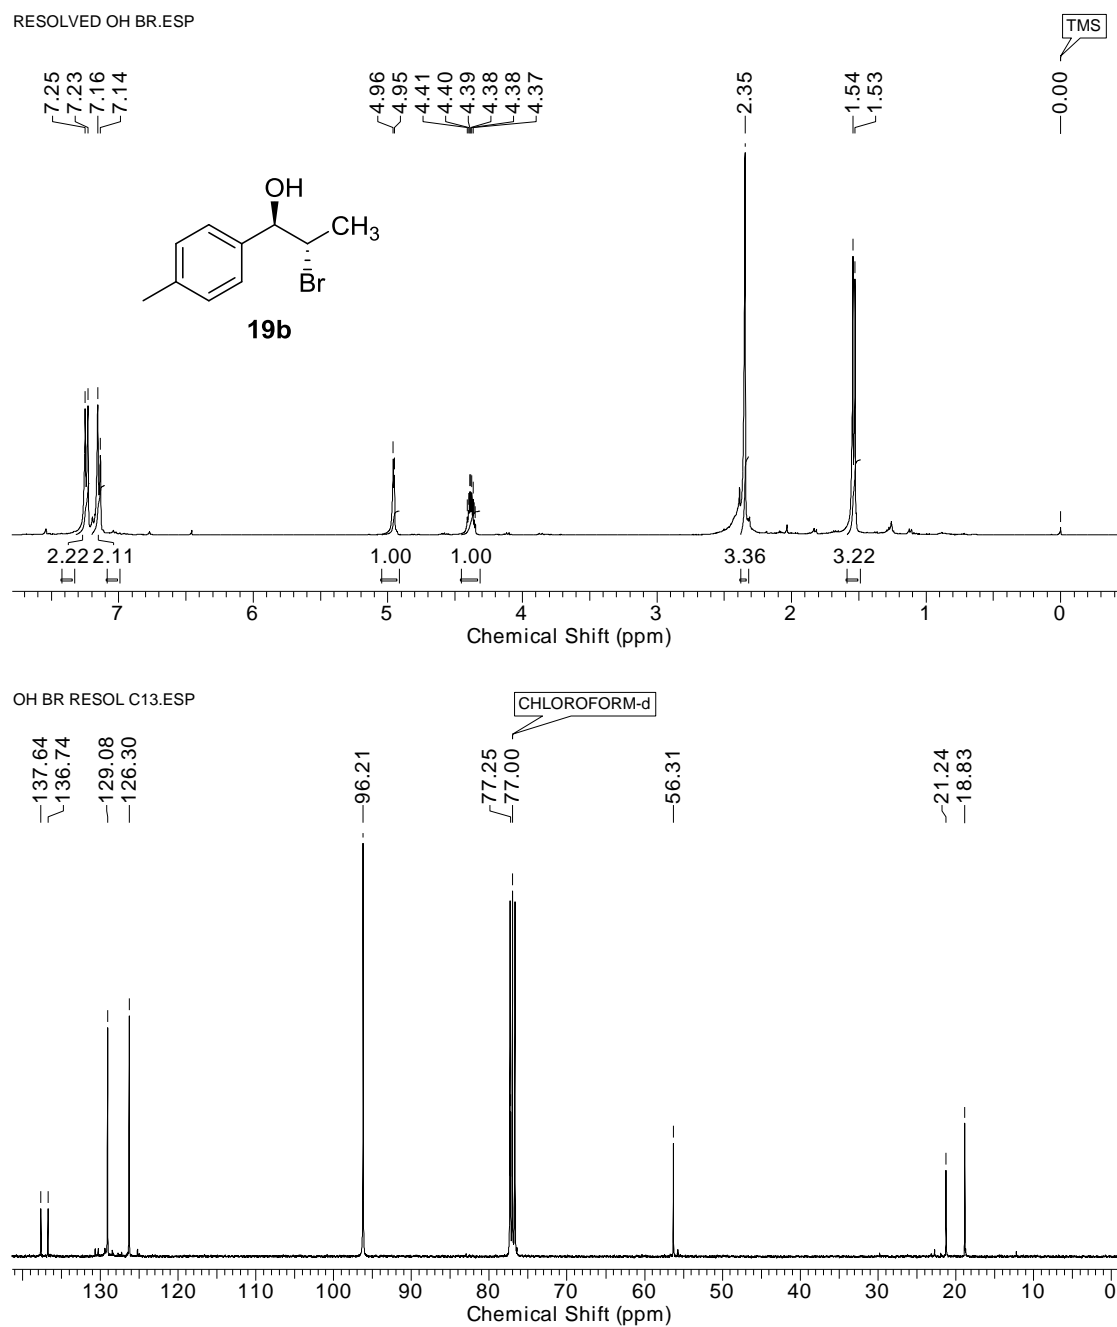 RESOLVED OH BR.ESP
TMS
7.25
7.23
7.16
7.14
4.96
4.95
4.41
4.40
4.39
4.38
4.38
4.37
2.35
1.54
1.53
0.00
OH
CH3
Br
19b
2.22 2.11 1.00 1.00 3.36 3.22
7 6 5 4 3 2 1 0
Chemical Shift (ppm)
OH BR RESOL C13.ESP
CHLOROFORM-d
137.64
136.74
129.08
126.30
96.21
77.25
77.00
56.31
21.24
18.83
130 120 110 100 90 80 70 60 50 40 30 20 10 0
Chemical Shift (ppm)